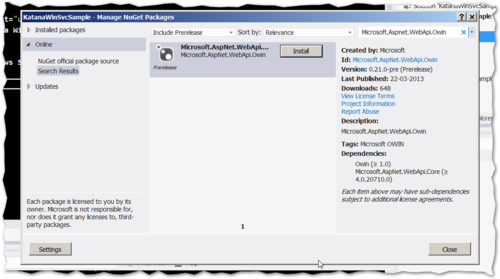 KatanaWinSvcSample - Manage NuGet Packages
Installed packages
Online
NuGet official package source
Search Results
Updates
Include Prerelease
Sort by: Relevance
Microsoft.AspNet.WebApi.Owin
Microsoft.AspNet.WebApi....
Microsoft.AspNet.WebApi.Owin
Install
Prerelease
Created by: Microsoft
Id: Microsoft.AspNet.WebApi.Owin
Version: 0.21.0-pre (Prerelease)
Last Published: 22-03-2013
Downloads: 648
View License Terms
Project Information
Report Abuse
Description:
Microsoft.AspNet.WebApi.Owin
Tags: Microsoft OWIN
Dependencies:
Owin (≥ 1.0)
Microsoft.AspNet.WebApi.Core (≥
4.0.20710.0)
Each item above may have sub-dependencies
subject to additional license agreements.
Each package is licensed to you by its
owner. Microsoft is not responsible for,
nor does it grant any licenses to, third-
party packages.
1
Settings
Close